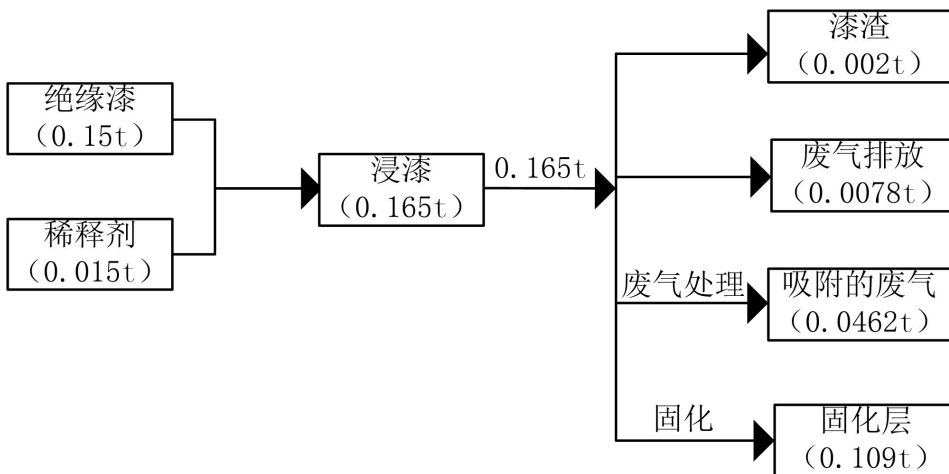 绝缘漆
（0.15t）
稀释剂
（0.015t）
浸漆
（0.165t）
0.165t
漆渣
（0.002t）
废气排放
（0.0078t）
废气处理
吸附的废气
（0.0462t）
固化
固化层
（0.109t）